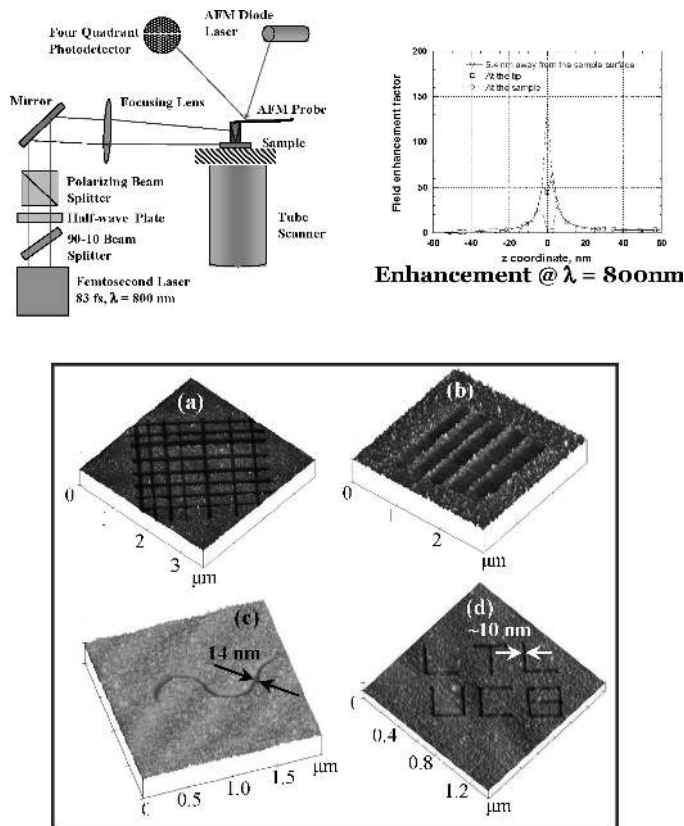 AFM Diode
Laser
Four Quadrant
Photodetector
Mirror
Focusing Lens
AFM Probe
Sample
Polarizing Beam
Splitter
Half-wave Plate
90-10 Beam
Splitter
Tube
Scanner
Femtosecond Laser
83 fs, λ = 800 nm
200
150
100
50
0
Field enhancement factor
5.4 nm away from the sample surface
At the tip
At the sample
-60 -40 -20 0 20 40 60
z coordinate, nm
Enhancement @ λ = 800nm
(a)
0
2
3
μm
(b)
0
2
μm
(c)
14 nm
0.5
1.0
1.5
μm
(d)
~10 nm
LTL
UCB
0.4
0.8
1.2
μm